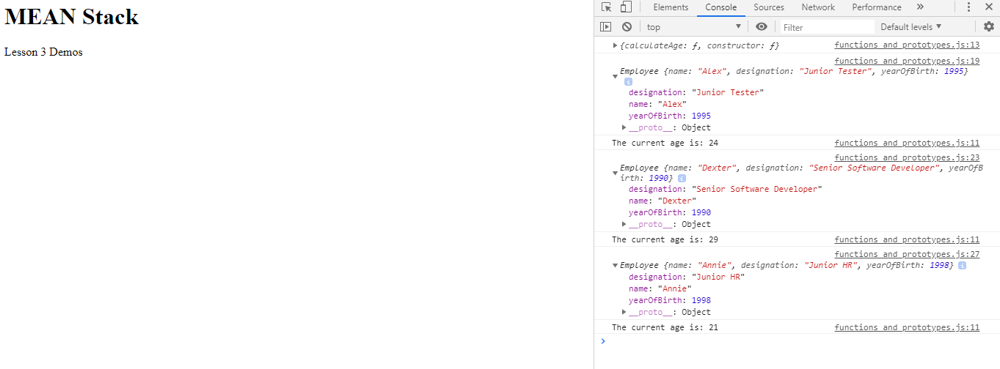 MEAN Stack
Lesson 3 Demos
Elements Console Sources Network Performance »
top Filter Default levels
{calculateAge: ƒ, constructor: ƒ} functions_and_prototypes.js:13
functions_and_prototypes.js:19
Employee {name: "Alex", designation: "Junior Tester", yearOfBirth: 1995}
i
designation: "Junior Tester"
name: "Alex"
yearOfBirth: 1995
__proto__: Object
The current age is: 24 functions_and_prototypes.js:11
functions_and_prototypes.js:23
Employee {name: "Dexter", designation: "Senior Software Developer", yearOfB
irth: 1990} i
designation: "Senior Software Developer"
name: "Dexter"
yearOfBirth: 1990
__proto__: Object
The current age is: 29 functions_and_prototypes.js:11
functions_and_prototypes.js:27
Employee {name: "Annie", designation: "Junior HR", yearOfBirth: 1998} i
designation: "Junior HR"
name: "Annie"
yearOfBirth: 1998
__proto__: Object
The current age is: 21 functions_and_prototypes.js:11